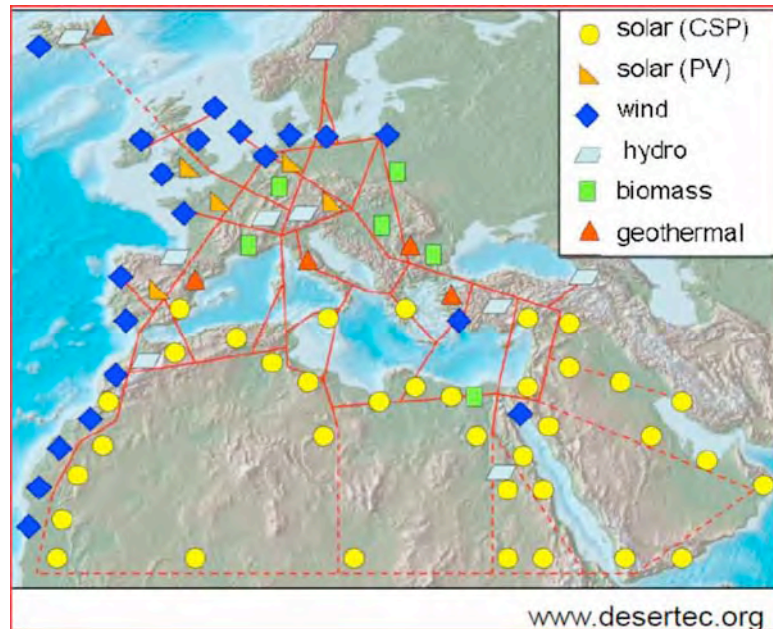 solar (CSP)
solar (PV)
wind
hydro
biomass
geothermal
www.desertec.org